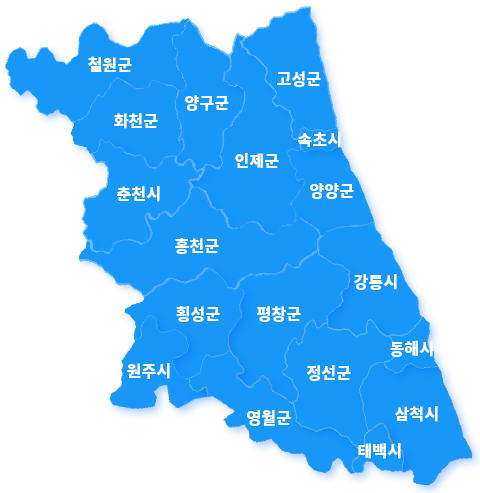 철원군
고성군
양구군
화천군
속초시
인제군
양양군
춘천시
홍천군
강릉시
횡성군
평창군
동해시
원주시
정선군
삼척시
영월군
태백시